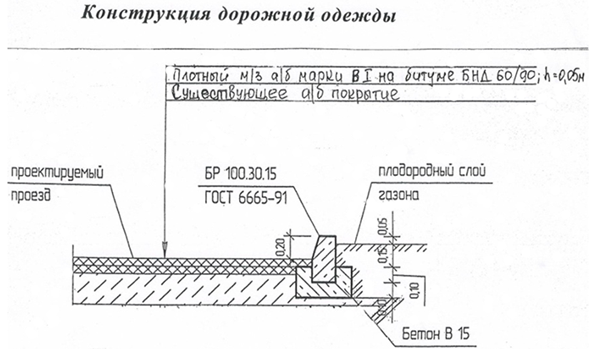 Конструкция дорожной одежды
Плотный м/з а/б марки В I на битуме БНД 60/90; h=0,05м
Существующее а/б покрытие
проектируемый
проезд
БР 100.30.15
ГОСТ 6665-91
плодородный слой
газона
0,20
0,05
0,15
0,10
Бетон В 15